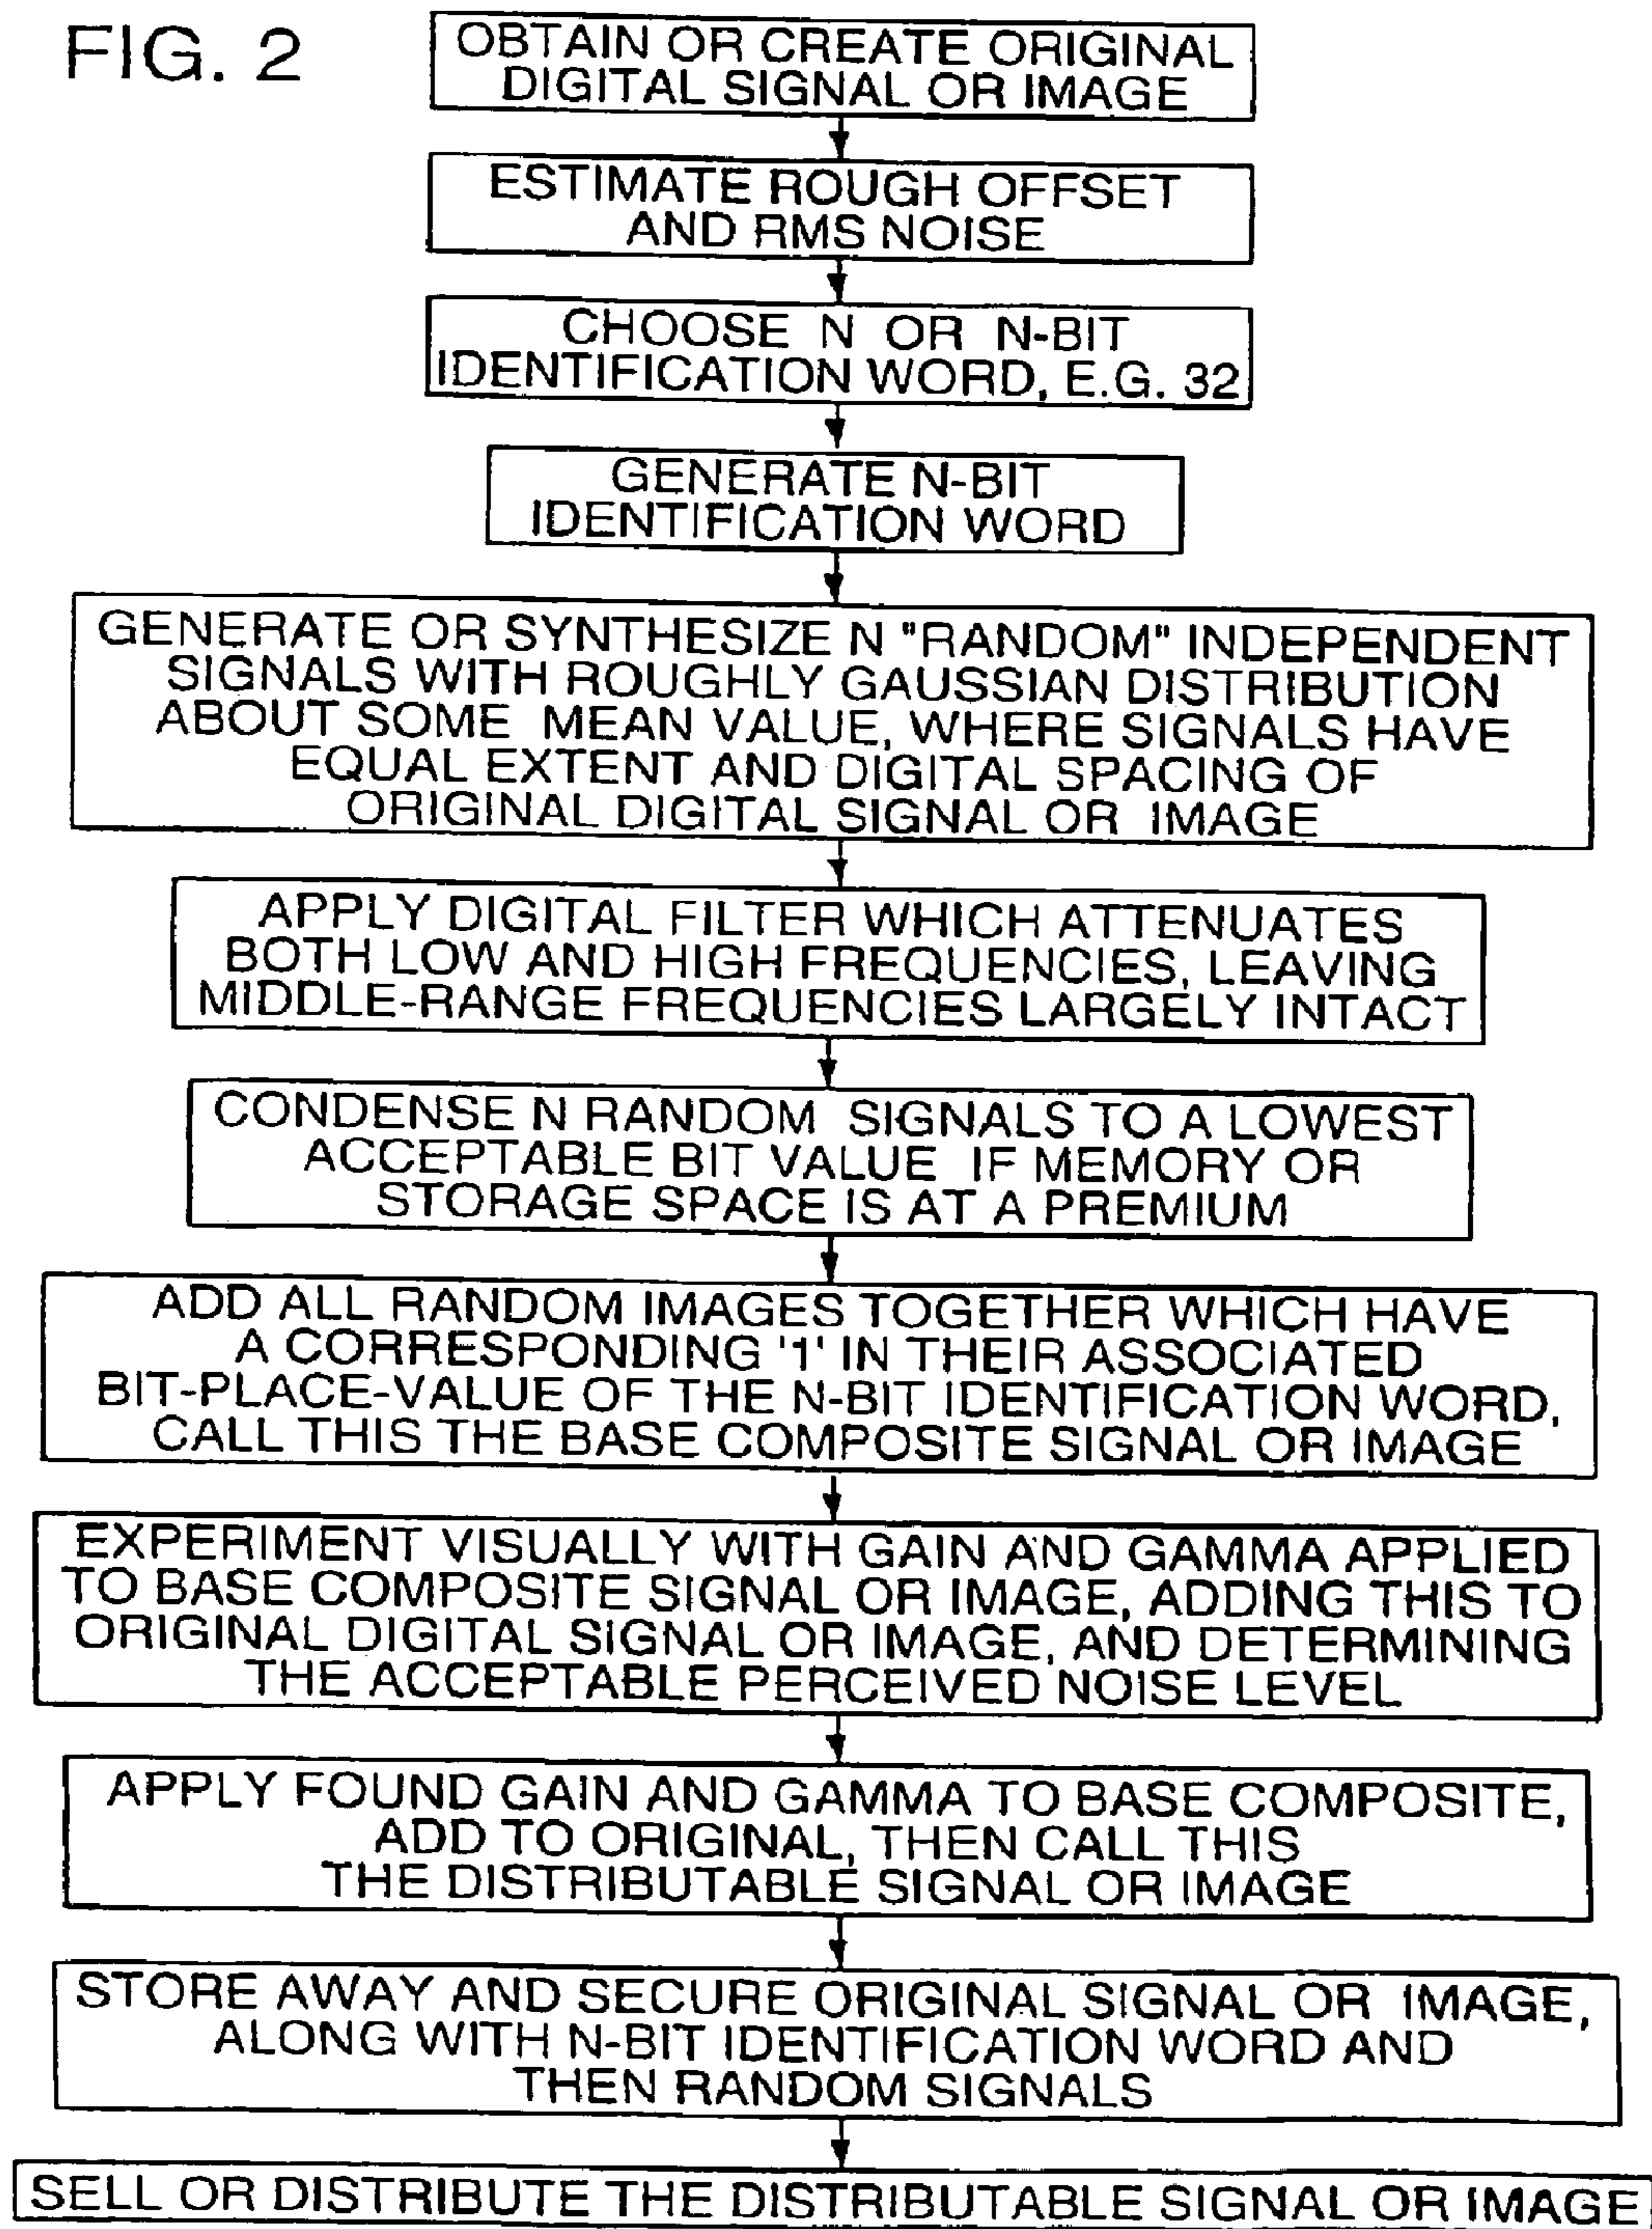 FIG. 2
OBTAIN OR CREATE ORIGINAL
DIGITAL SIGNAL OR IMAGE
ESTIMATE ROUGH OFFSET
AND RMS NOISE
CHOOSE N OR N-BIT
IDENTIFICATION WORD, E.G. 32
GENERATE N-BIT
IDENTIFICATION WORD
GENERATE OR SYNTHESIZE N "RANDOM" INDEPENDENT
SIGNALS WITH ROUGHLY GAUSSIAN DISTRIBUTION
ABOUT SOME MEAN VALUE, WHERE SIGNALS HAVE
EQUAL EXTENT AND DIGITAL SPACING OF
ORIGINAL DIGITAL SIGNAL OR IMAGE
APPLY DIGITAL FILTER WHICH ATTENUATES
BOTH LOW AND HIGH FREQUENCIES, LEAVING
MIDDLE-RANGE FREQUENCIES LARGELY INTACT
CONDENSE N RANDOM SIGNALS TO A LOWEST
ACCEPTABLE BIT VALUE IF MEMORY OR
STORAGE SPACE IS AT A PREMIUM
ADD ALL RANDOM IMAGES TOGETHER WHICH HAVE
A CORRESPONDING '1' IN THEIR ASSOCIATED
BIT-PLACE-VALUE OF THE N-BIT IDENTIFICATION WORD,
CALL THIS THE BASE COMPOSITE SIGNAL OR IMAGE
EXPERIMENT VISUALLY WITH GAIN AND GAMMA APPLIED
TO BASE COMPOSITE SIGNAL OR IMAGE, ADDING THIS TO
ORIGINAL DIGITAL SIGNAL OR IMAGE, AND DETERMINING
THE ACCEPTABLE PERCEIVED NOISE LEVEL
APPLY FOUND GAIN AND GAMMA TO BASE COMPOSITE,
ADD TO ORIGINAL, THEN CALL THIS
THE DISTRIBUTABLE SIGNAL OR IMAGE
STORE AWAY AND SECURE ORIGINAL SIGNAL OR IMAGE,
ALONG WITH N-BIT IDENTIFICATION WORD AND
THEN RANDOM SIGNALS
SELL OR DISTRIBUTE THE DISTRIBUTABLE SIGNAL OR IMAGE